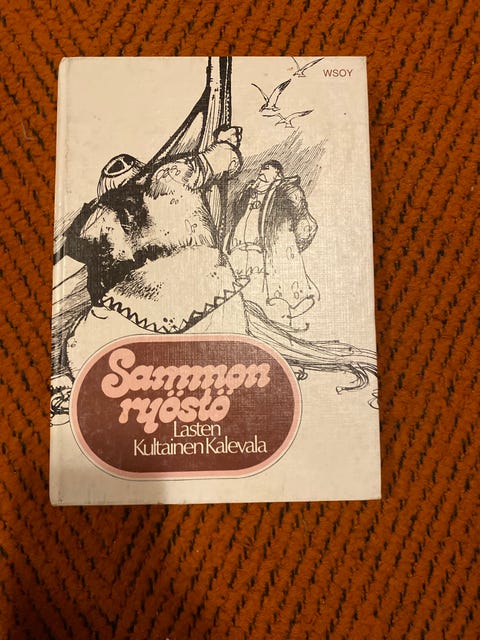 WSOY
Sammon
ryöstö
Lasten
Kultainen Kalevala